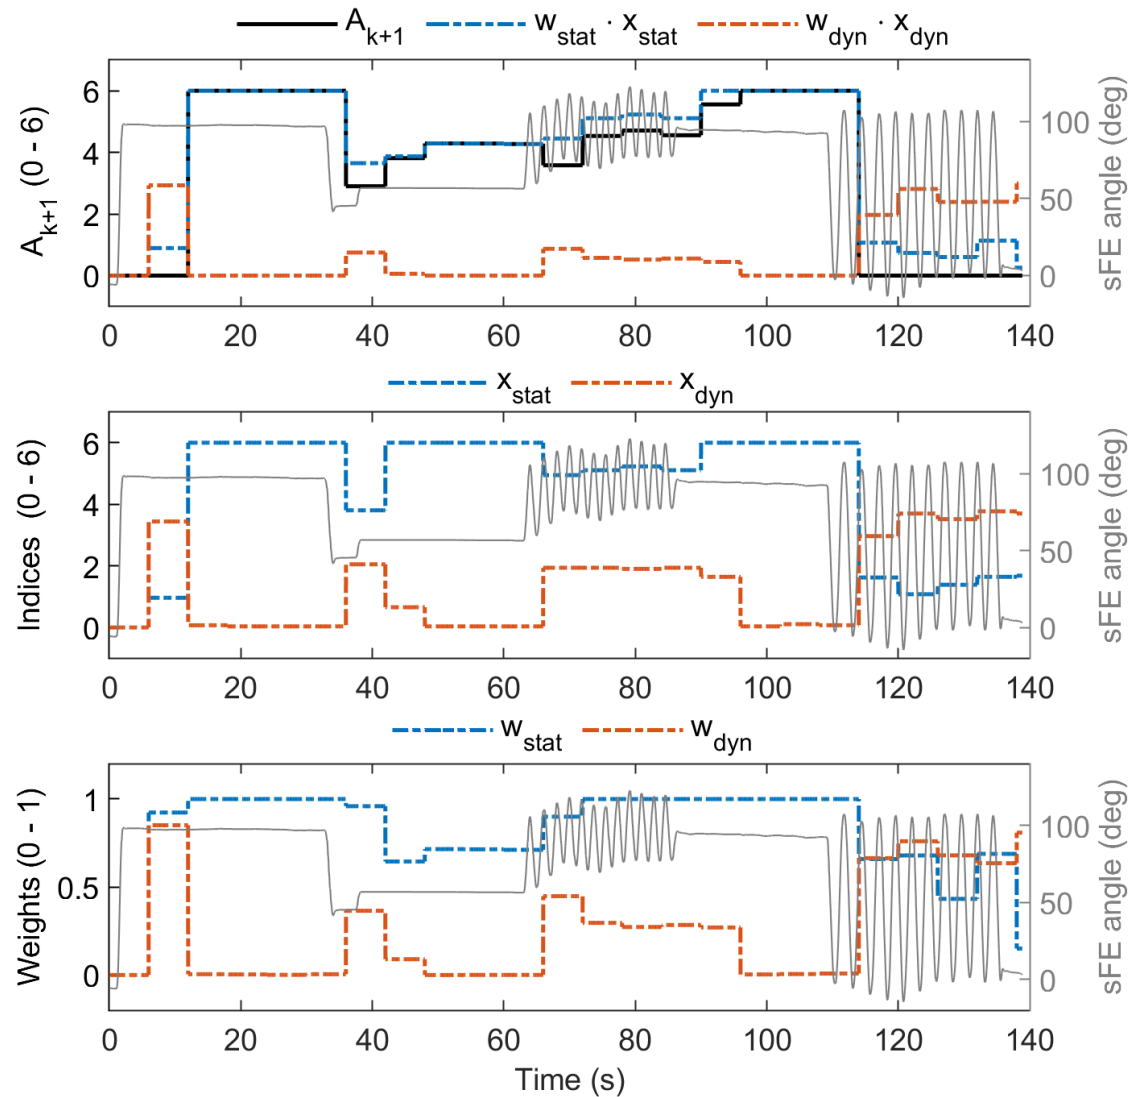 A_{k+1} w_{stat} · x_{stat} w_{dyn} · x_{dyn}
A_{k+1} (0 - 6)
6
4
2
0
100
50
0
sFE angle (deg)
0 20 40 60 80 100 120 140
x_{stat} x_{dyn}
Indices (0 - 6)
6
4
2
0
100
50
0
sFE angle (deg)
0 20 40 60 80 100 120 140
w_{stat} w_{dyn}
Weights (0 - 1)
1
0.5
0
100
50
0
sFE angle (deg)
0 20 40 60 80 100 120 140
Time (s)